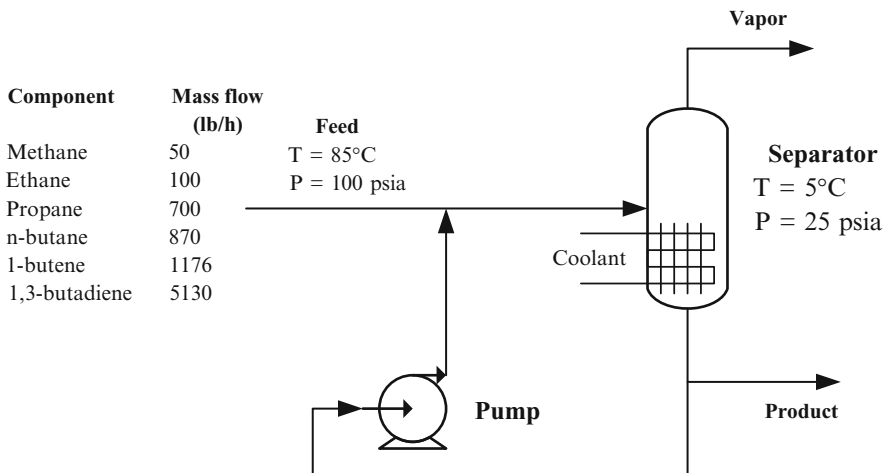 Vapor
Component Mass flow
(lb/h)
Methane 50
Ethane 100
Propane 700
n-butane 870
1-butene 1176
1,3-butadiene 5130
Feed
T = 85°C
P = 100 psia
Separator
T = 5°C
P = 25 psia
Coolant
Pump
Product